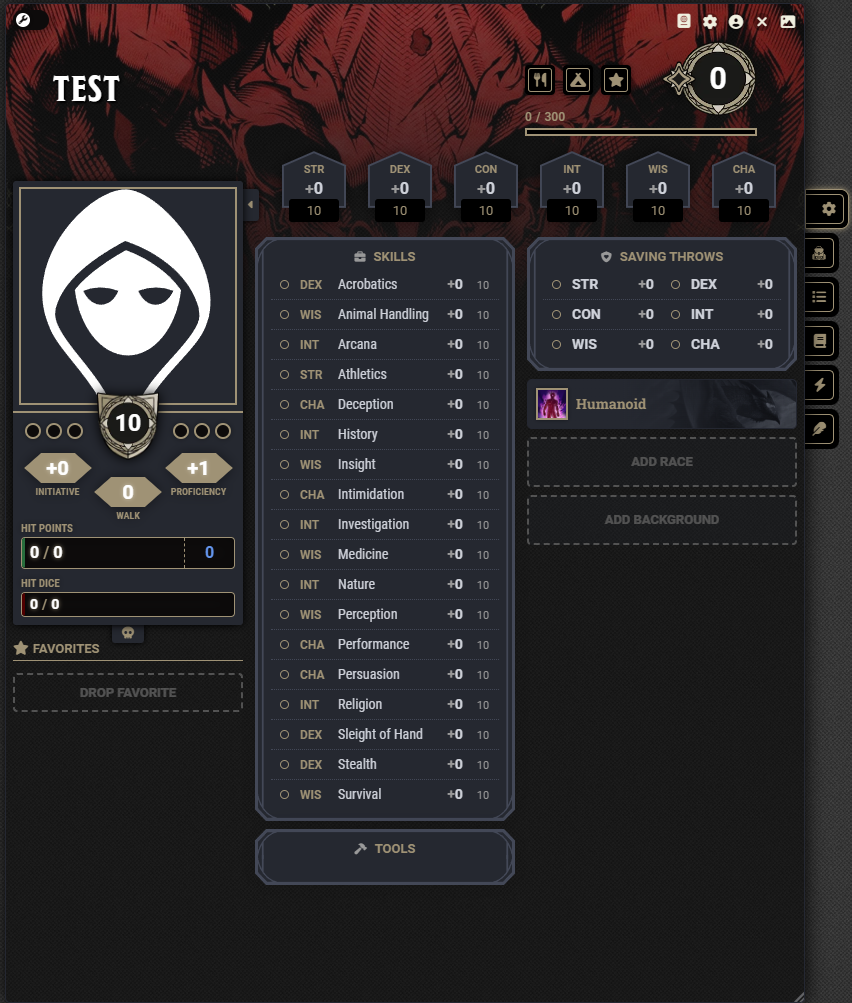 TEST
0
0 / 300
STR
+0
10
DEX
+0
10
CON
+0
10
INT
+0
10
WIS
+0
10
CHA
+0
10
10
+0
INITIATIVE
+1
PROFICIENCY
0
WALK
HIT POINTS
0 / 0
0
HIT DICE
0 / 0
FAVORITES
DROP FAVORITE
SKILLS
DEX Acrobatics +0 10
WIS Animal Handling +0 10
INT Arcana +0 10
STR Athletics +0 10
CHA Deception +0 10
INT History +0 10
WIS Insight +0 10
CHA Intimidation +0 10
INT Investigation +0 10
WIS Medicine +0 10
INT Nature +0 10
WIS Perception +0 10
CHA Performance +0 10
CHA Persuasion +0 10
INT Religion +0 10
DEX Sleight of Hand +0 10
DEX Stealth +0 10
WIS Survival +0 10
TOOLS
SAVING THROWS
STR +0 DEX +0
CON +0 INT +0
WIS +0 CHA +0
Humanoid
ADD RACE
ADD BACKGROUND